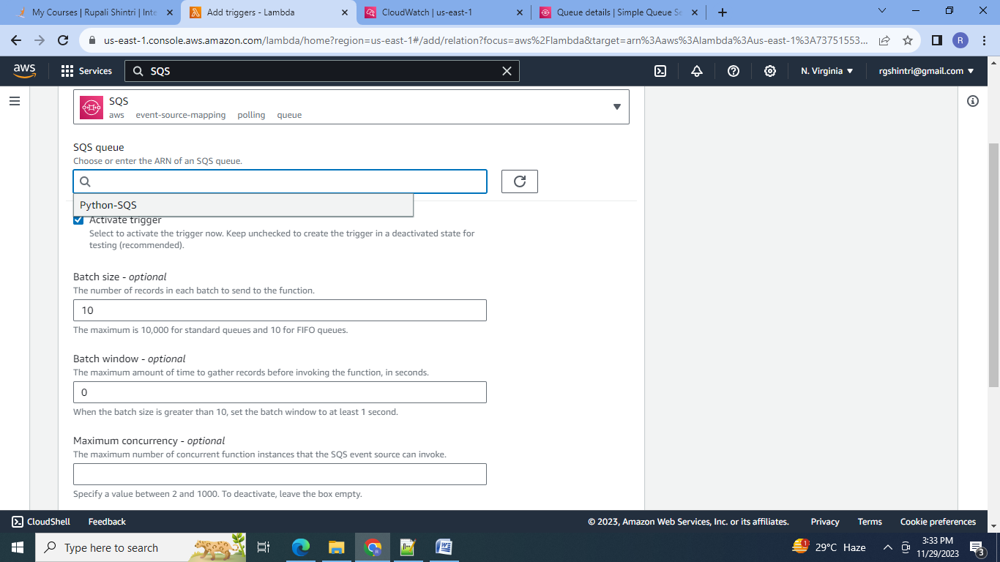 My Courses | Rupali Shintri | Inte
Add triggers - Lambda
CloudWatch | us-east-1
Queue details | Simple Queue Se
us-east-1.console.aws.amazon.com/lambda/home?region=us-east-1#/add/relation?focus=aws%2Flambda&target=arn%3Aaws%3Alambda%3Aus-east-1%3A73751553...
R
aws
Services
SQS
N. Virginia
rgshintri@gmail.com
SQS
aws event-source-mapping polling queue
SQS queue
Choose or enter the ARN of an SQS queue.
Python-SQS
Activate trigger
Select to activate the trigger now. Keep unchecked to create the trigger in a deactivated state for
testing (recommended).
Batch size - optional
The number of records in each batch to send to the function.
10
The maximum is 10,000 for standard queues and 10 for FIFO queues.
Batch window - optional
The maximum amount of time to gather records before invoking the function, in seconds.
0
When the batch size is greater than 10, set the batch window to at least 1 second.
Maximum concurrency - optional
The maximum number of concurrent function instances that the SQS event source can invoke.
Specify a value between 2 and 1000. To deactivate, leave the box empty.
CloudShell Feedback
© 2023, Amazon Web Services, Inc. or its affiliates. Privacy Terms Cookie preferences
Type here to search
1
29°C Haze
3:33 PM
11/29/2023
3